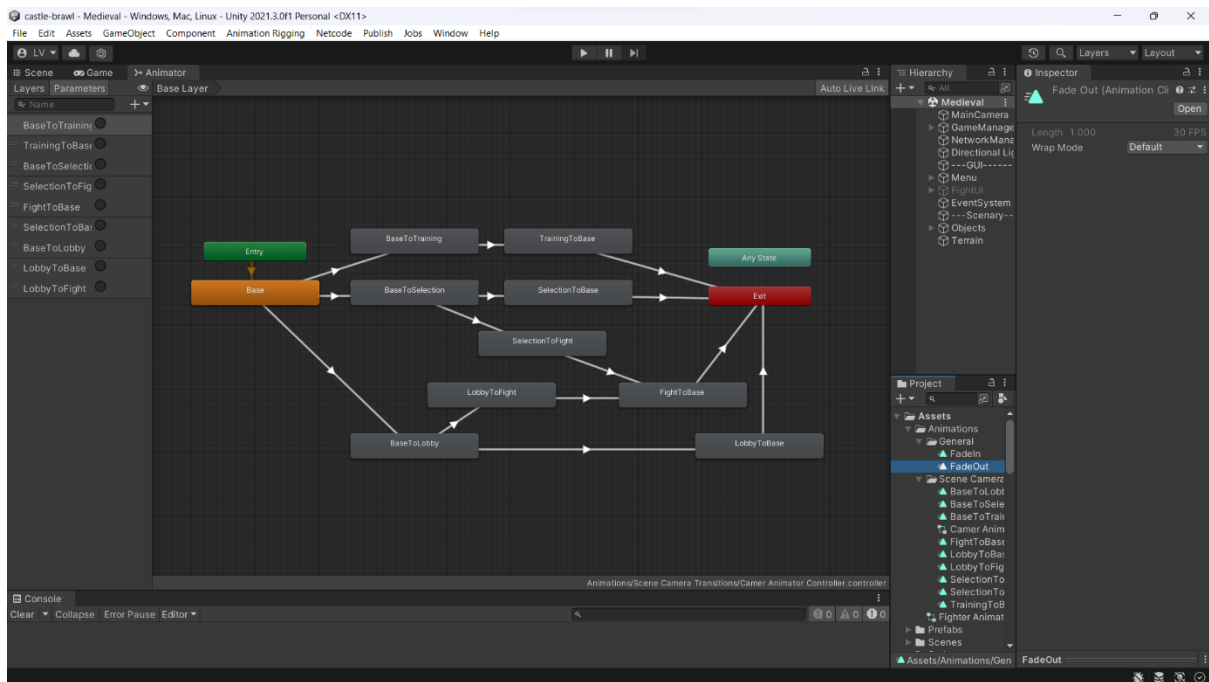 castle-brawl - Medieval - Windows, Mac, Linux - Unity 2021.3.0f1 Personal <DX11>
File Edit Assets GameObject Component Animation Rigging Netcode Publish Jobs Window Help
LV
Layers
Layout
Scene
Game
Animator
Layers
Parameters
Base Layer
Auto Live Link
Name
BaseToTraining
TrainingToBas
BaseToSelecti
SelectionToFig
FightToBase
SelectionToBa
BaseToLobby
LobbyToBase
LobbyToFight
Entry
Base
BaseToTraining
TrainingToBase
BaseToSelection
SelectionToBase
SelectionToFight
LobbyToFight
FightToBase
BaseToLobby
LobbyToBase
Any State
Exit
Animations/Scene Camera Transitions/Camer Animator Controller.controller
Console
Clear
Collapse
Error Pause
Editor
0
0
0
Hierarchy
All
Medieval
MainCamera
GameManage
NetworkMana
Directional Lig
---GUI------
Menu
FightUI
EventSystem
---Scenary--
Objects
Terrain
Project
Assets
Animations
General
FadeIn
FadeOut
Scene Camera
BaseToLobb
BaseToSele
BaseToTrain
Camer Anim
FightToBase
LobbyToBas
LobbyToFig
SelectionTo
SelectionTo
TrainingToB
Fighter Animat
Prefabs
Scenes
Assets/Animations/Gen
Inspector
Fade Out (Animation Cli
Open
Length 1.000
30 FPS
Wrap Mode
Default
FadeOut